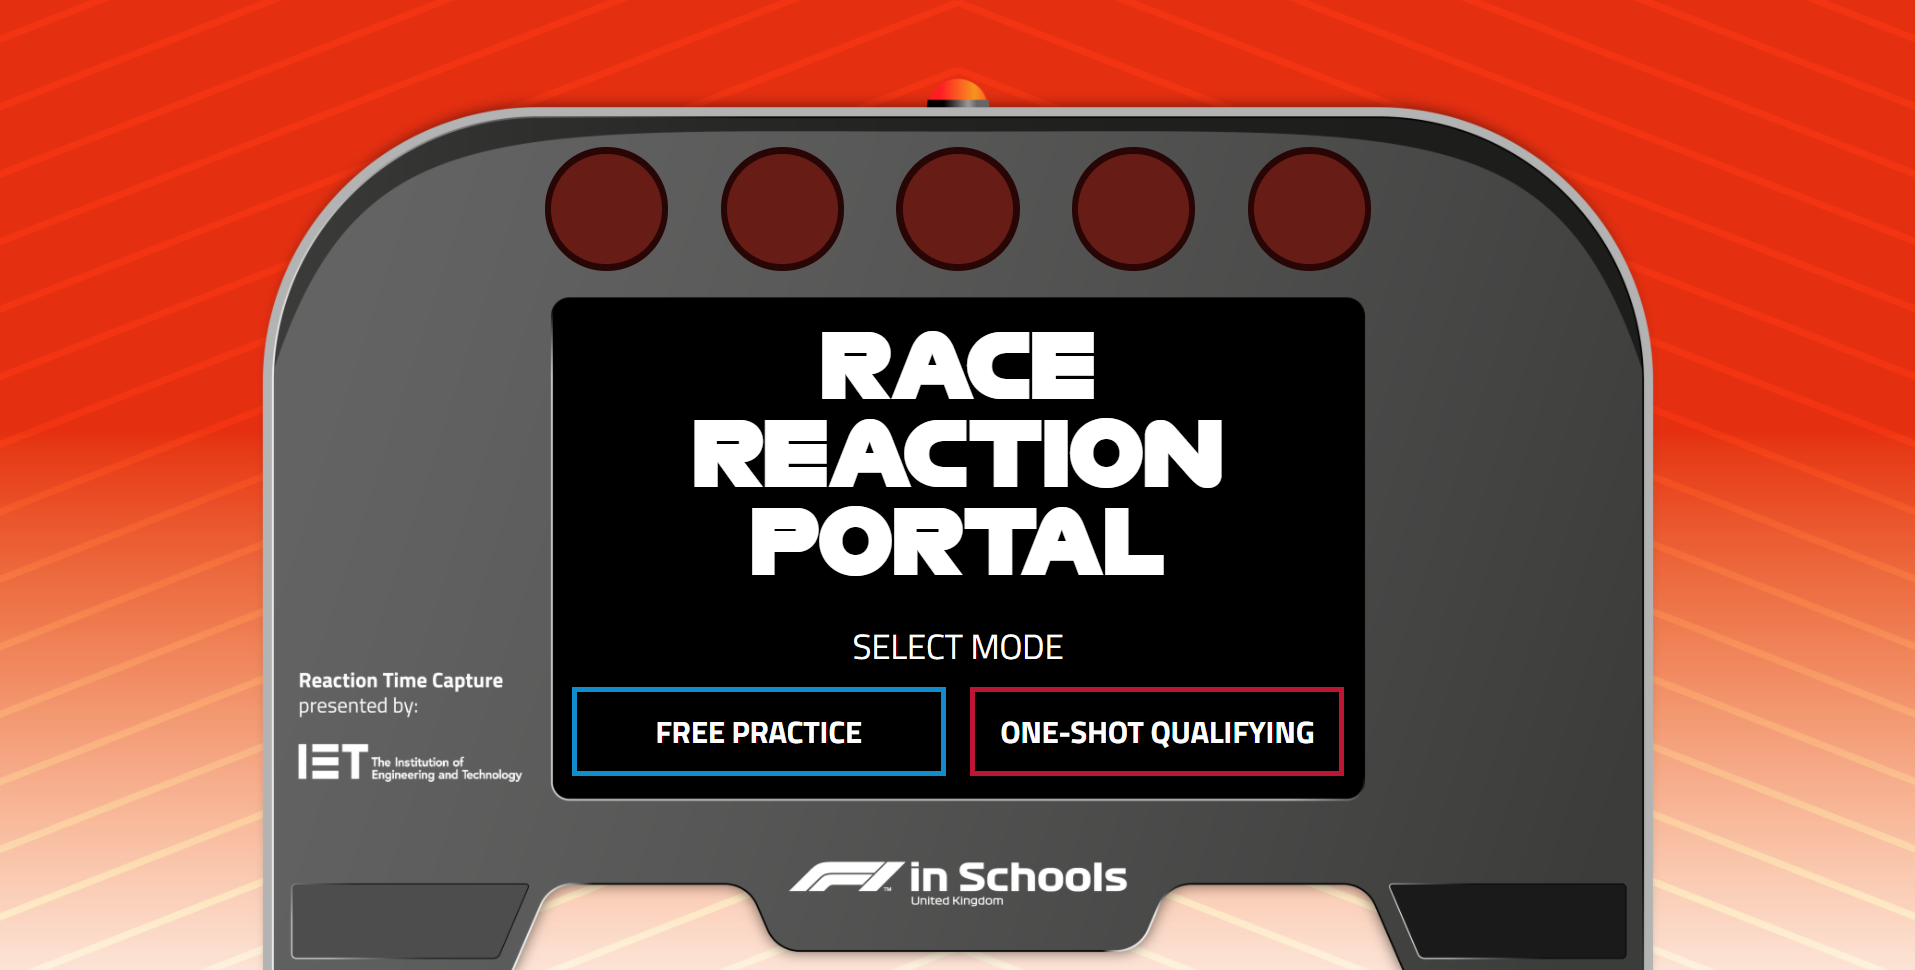 RACE
REACTION
PORTAL
SELECT MODE
FREE PRACTICE
ONE-SHOT QUALIFYING
Reaction Time Capture
presented by:
IET The Institution of
Engineering and Technology
F1 ™ in Schools
United Kingdom